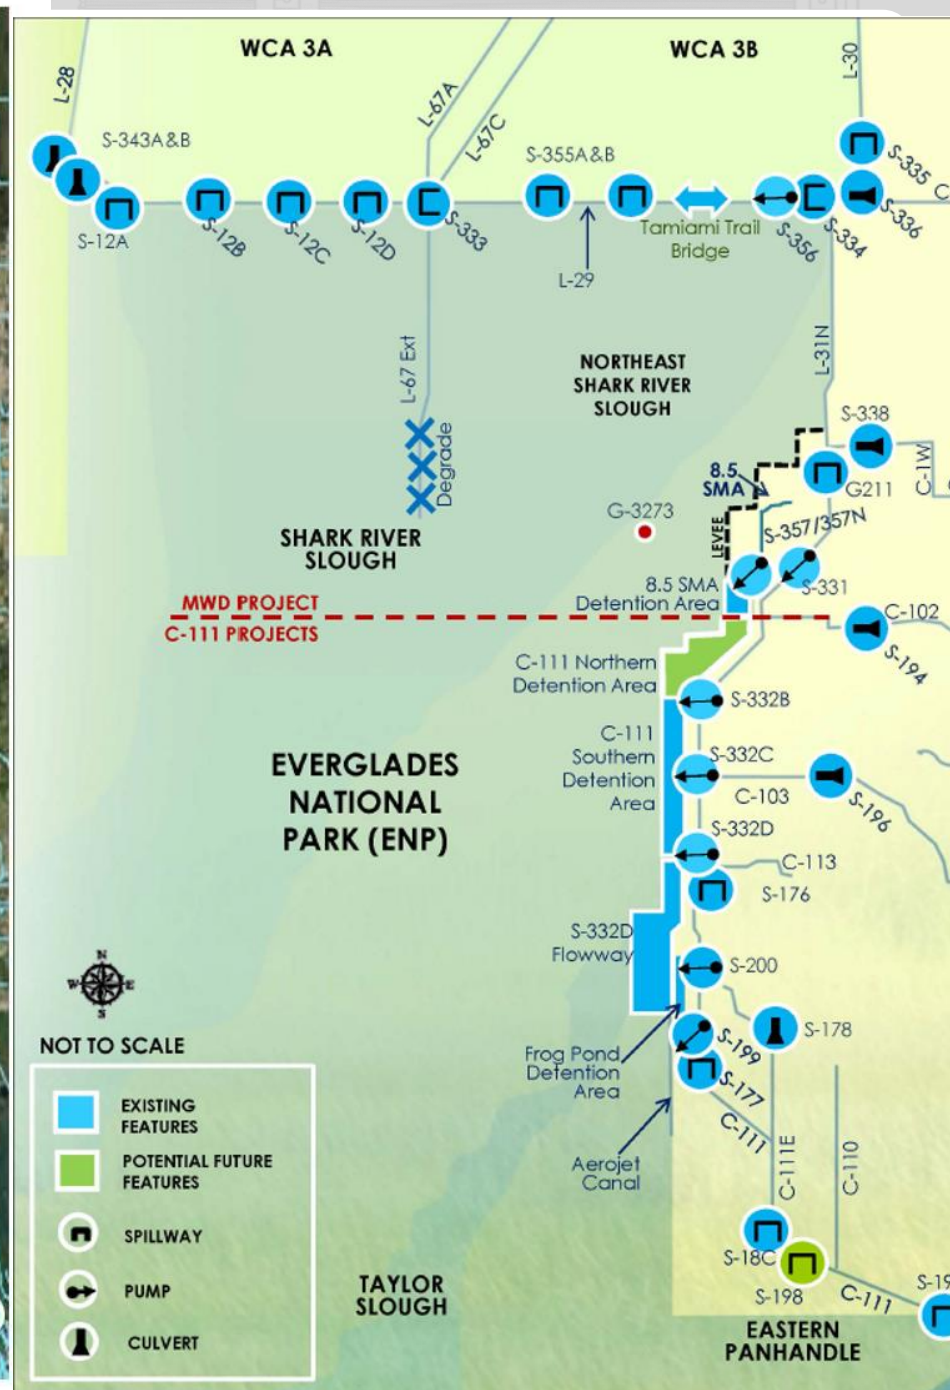 WCA 3A
WCA 3B
L-28
L-67A
L-67C
L-30
S-343A&B
S-355A&B
S-335
S-12A
S-12B
S-12C
S-12D
S-333
L-29
Tamiami Trail
Bridge
S-356
S-334
S-336
L-67 Ext
Degrade
NORTHEAST
SHARK RIVER
SLOUGH
L-31N
S-338
C-1W
8.5
SMA
G211
G-3273
LEVEE
S-357/357N
SHARK RIVER
SLOUGH
8.5 SMA
Detention Area
S-331
MWD PROJECT
C-111 PROJECTS
C-102
S-194
C-111 Northern
Detention Area
S-332B
C-111
Southern
Detention
Area
S-332C
C-103
S-196
EVERGLADES
NATIONAL
PARK (ENP)
S-332D
C-113
S-176
S-332D
Flowway
S-200
N
W
E
S
NOT TO SCALE
Frog Pond
Detention
Area
S-199
S-178
S-177
C-111
Aerojet
Canal
C-111E
C-110
EXISTING
FEATURES
POTENTIAL FUTURE
FEATURES
SPILLWAY
PUMP
CULVERT
TAYLOR
SLOUGH
S-18C
S-198
C-111
S-19
EASTERN
PANHANDLE